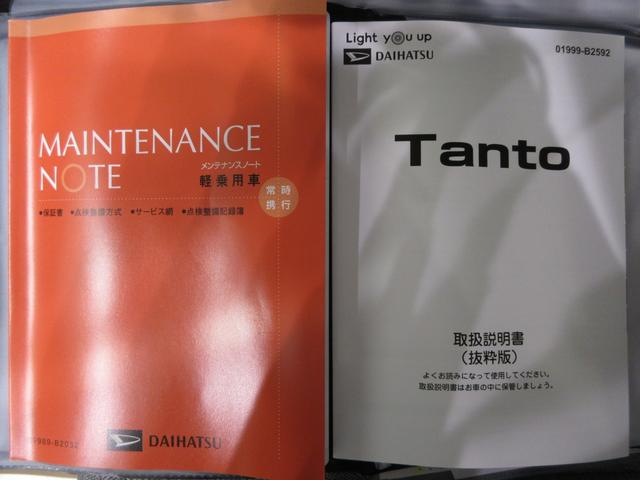 MAINTENANCE
NOTE
メンテナンスノート
軽乗用車
常時
携行
●保証書 ●点検整備方式 ●サービス網 ●点検整備記録簿
DAIHATSU
01989-B2032
Light you up
DAIHATSU
01999-B2592
Tanto
取扱説明書
（抜粋版）
よくお読みになって使用してください。
取扱説明書はお車の中に保管しましょう。